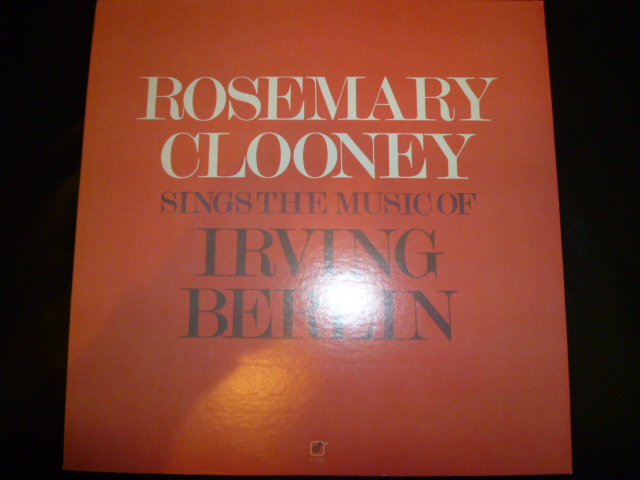 ROSEMARY
CLOONEY
SINGS THE MUSIC OF
IRVING
BERLIN